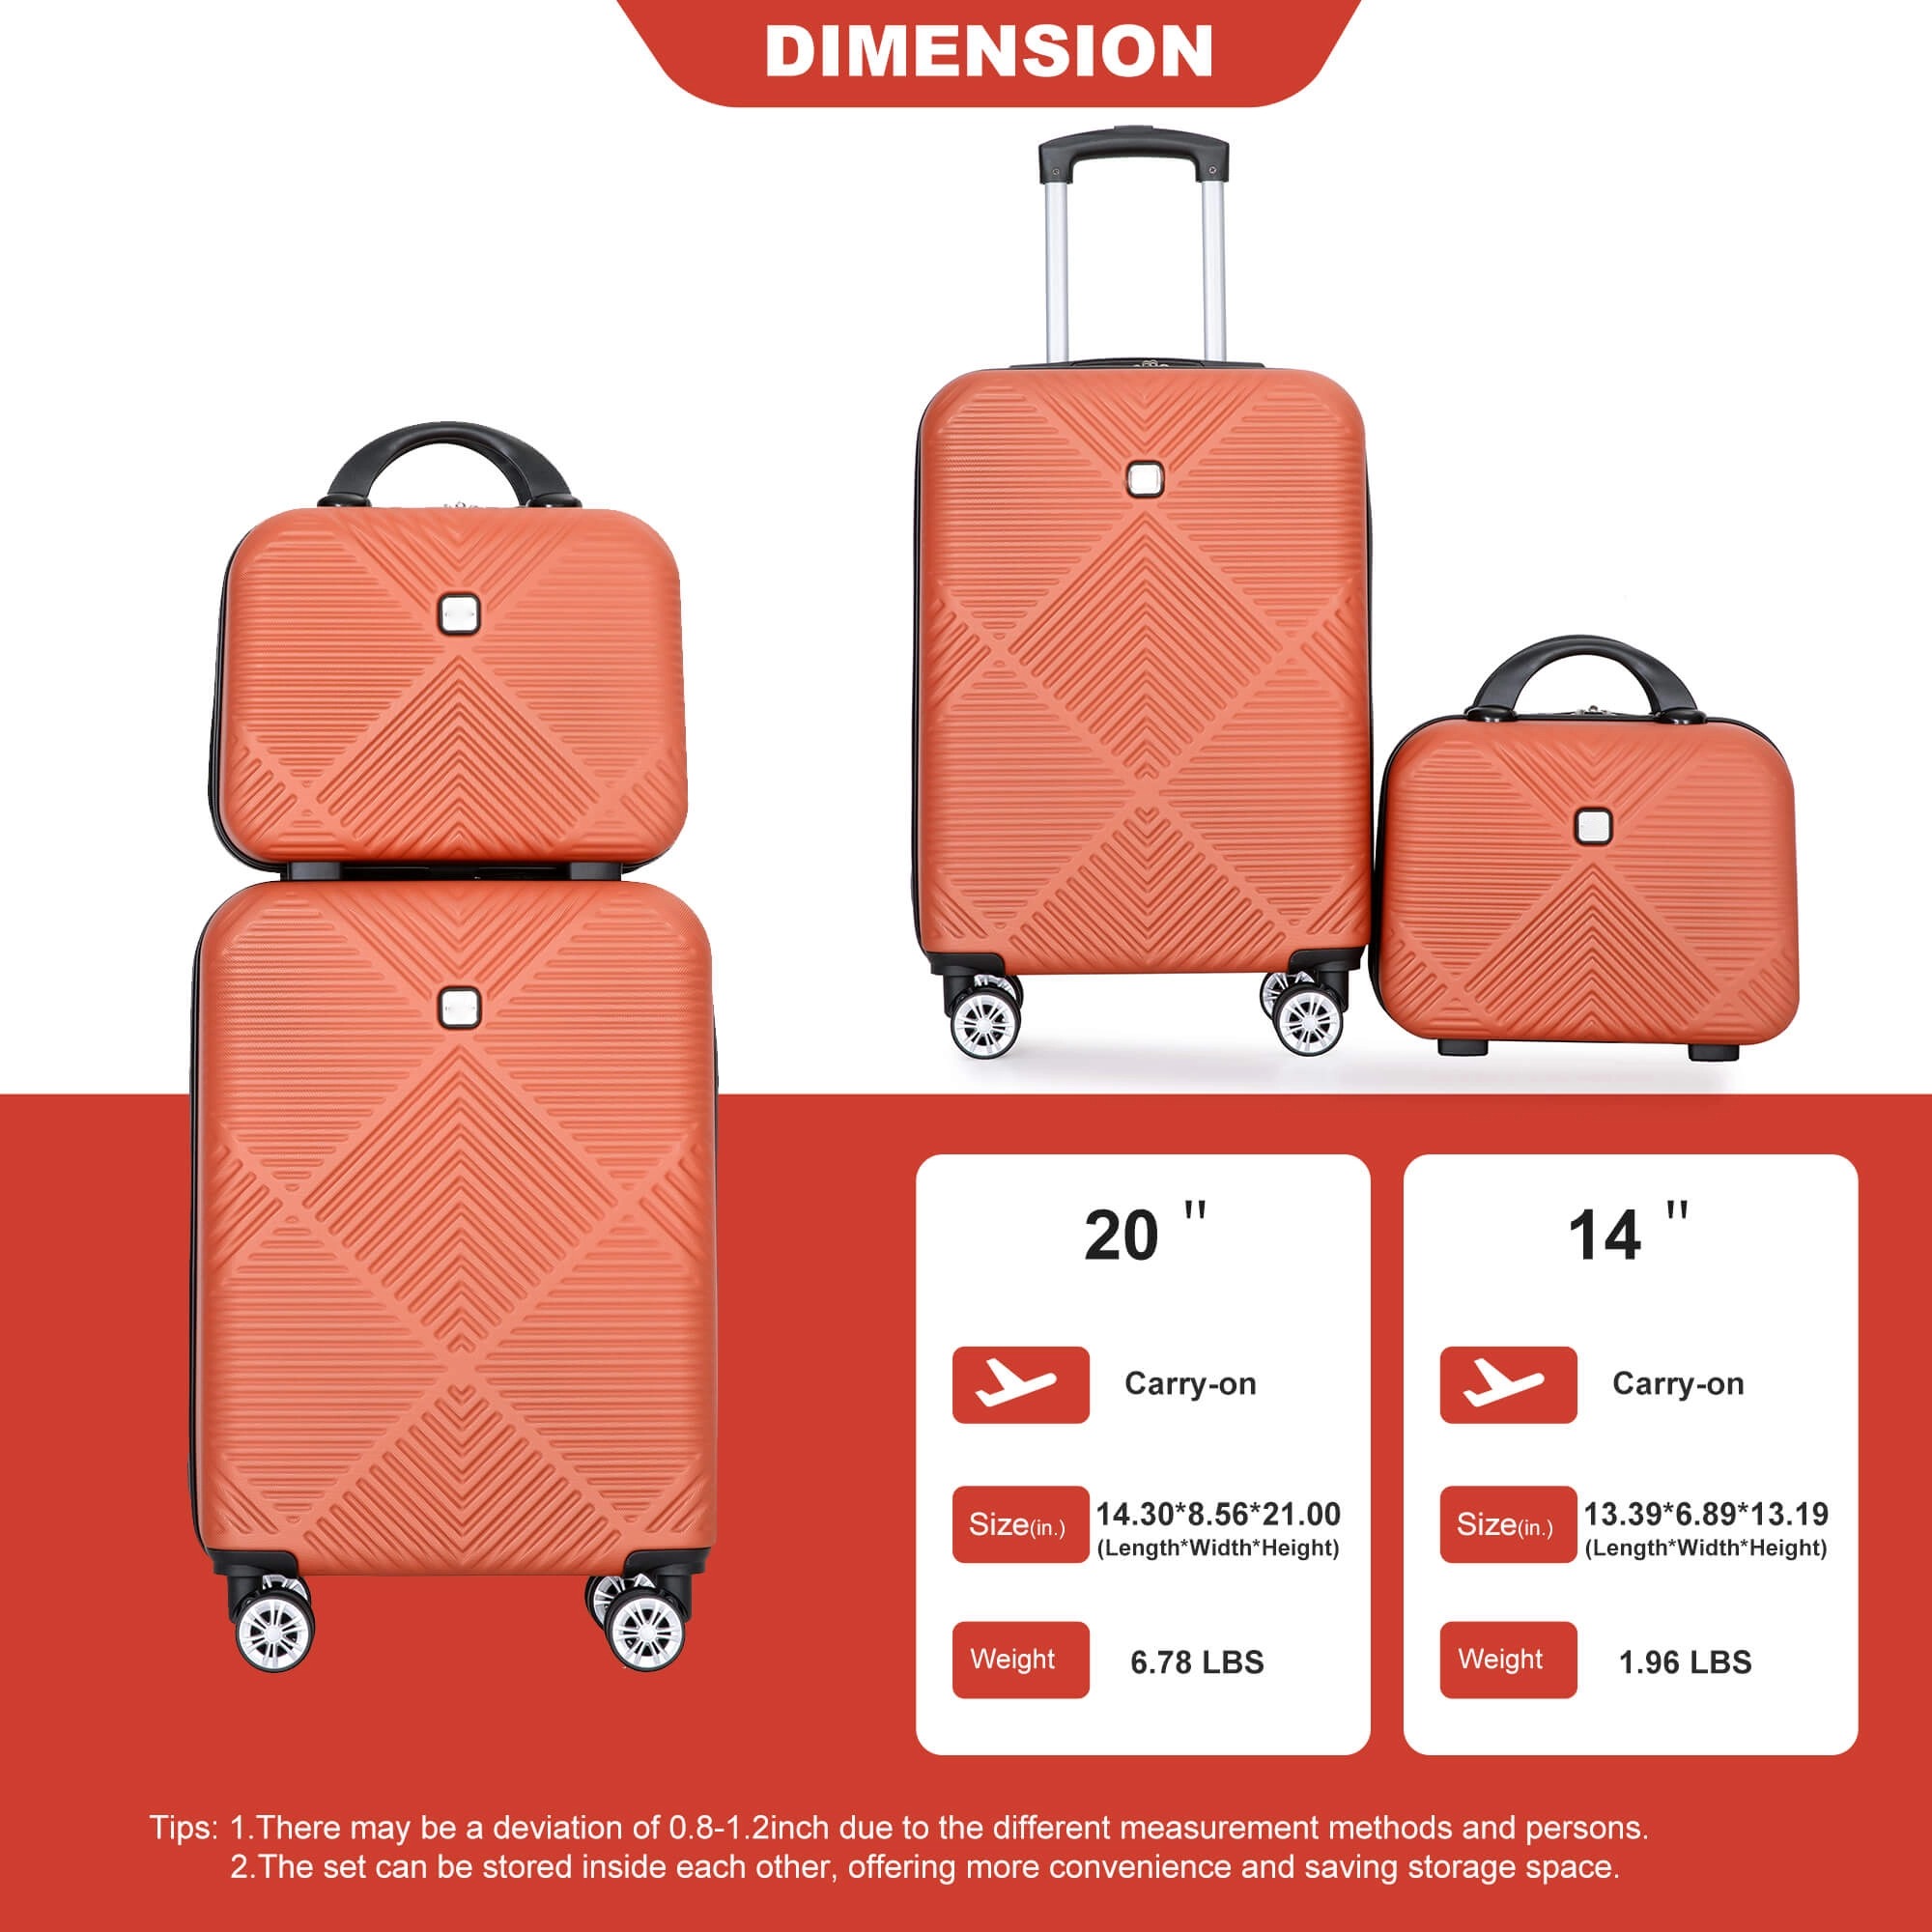 DIMENSION
20 "
Carry-on
Size(in.) 14.30*8.56*21.00
(Length*Width*Height)
Weight 6.78 LBS
14 "
Carry-on
Size(in.) 13.39*6.89*13.19
(Length*Width*Height)
Weight 1.96 LBS
Tips: 1.There may be a deviation of 0.8-1.2inch due to the different measurement methods and persons.
2.The set can be stored inside each other, offering more convenience and saving storage space.